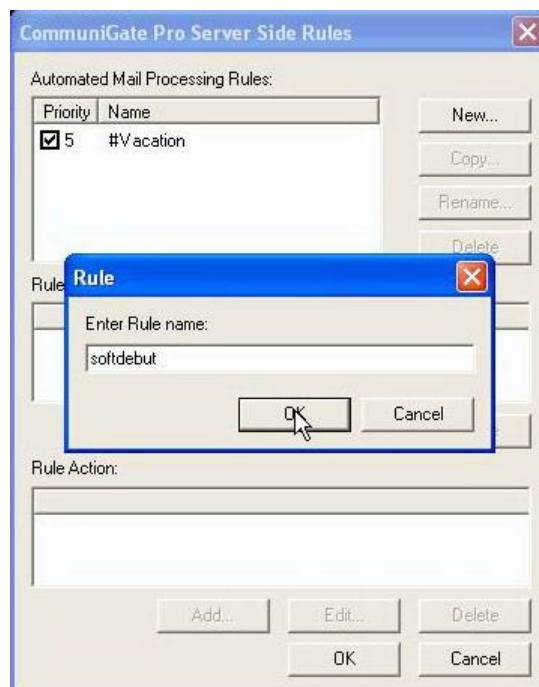 CommuniGate Pro Server Side Rules
Automated Mail Processing Rules:
Priority Name
5 #Vacation
New...
Copy...
Rename...
Delete
Rule
Rule
Enter Rule name:
softdebut
OK Cancel
Rule Action:
Add... Edit... Delete
OK Cancel